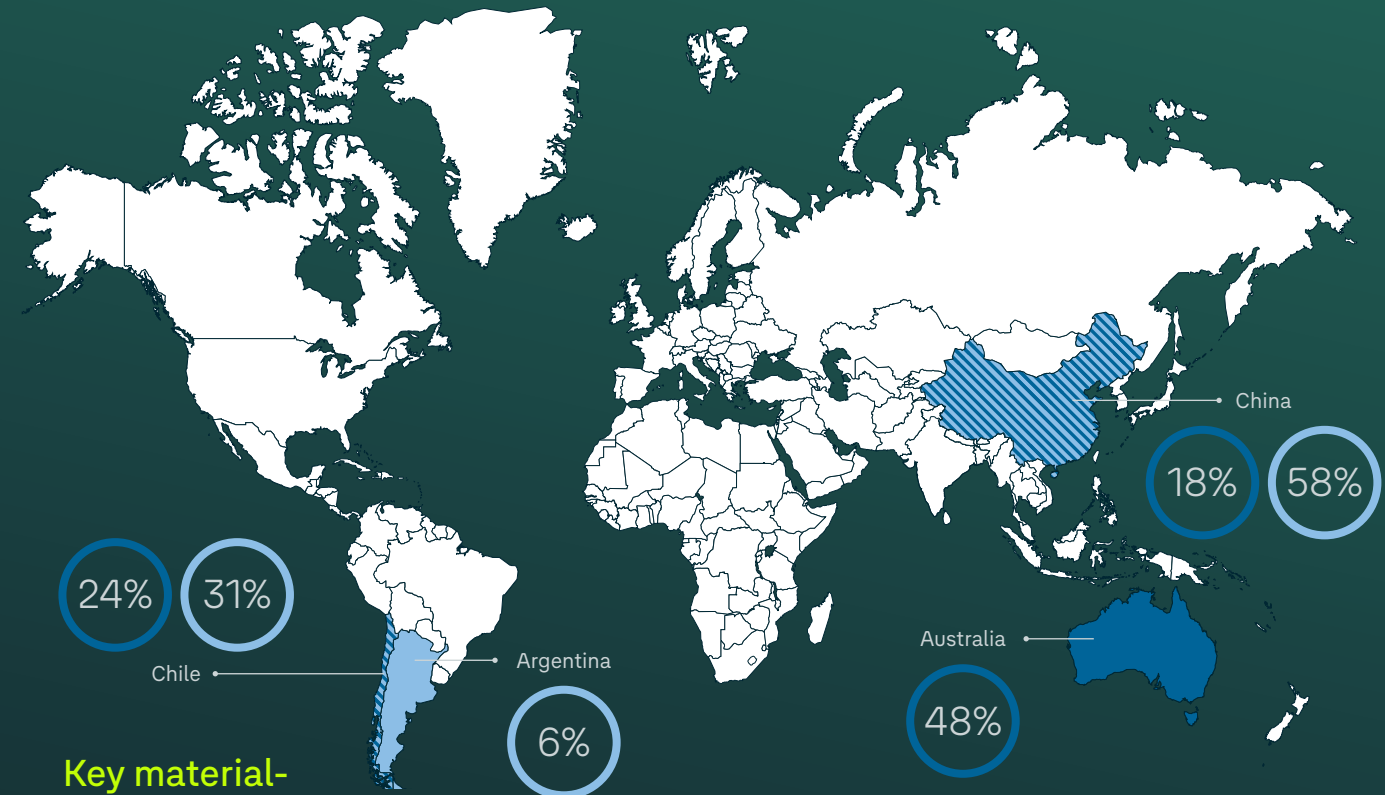 China
18% 58%
24% 31%
Chile
Argentina
6%
Australia
48%
Key material-